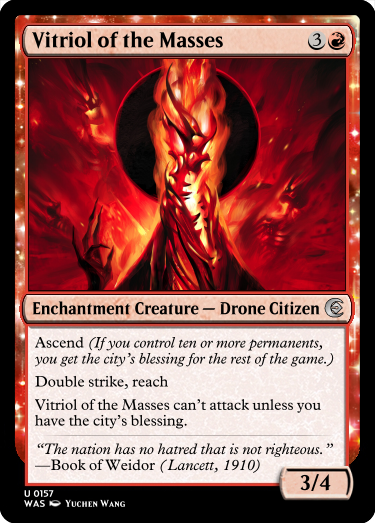 Vitriol of the Masses 3
Enchantment Creature — Drone Citizen
Ascend (If you control ten or more permanents,
you get the city's blessing for the rest of the game.)
Double strike, reach
Vitriol of the Masses can't attack unless you
have the city's blessing.
“The nation has no hatred that is not righteous.”
—Book of Weidor (Lancett, 1910)
3/4
U 0157
WAS Yuchen Wang